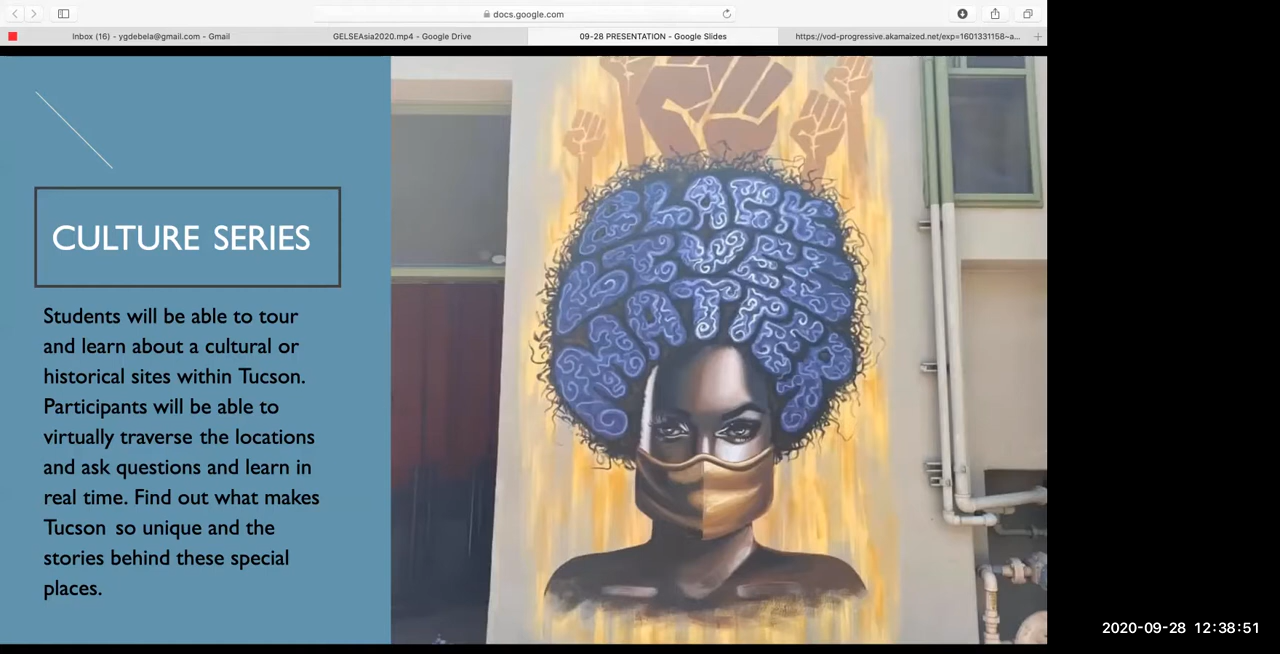 docs.google.com
Inbox (16) - ygdebela@gmail.com - Gmail
GELSEAsia2020.mp4 - Google Drive
09-28 PRESENTATION - Google Slides
https://vod-progressive.akamaized.net/exp=1601331158~a...
CULTURE SERIES
Students will be able to tour
and learn about a cultural or
historical sites within Tucson.
Participants will be able to
virtually traverse the locations
and ask questions and learn in
real time. Find out what makes
Tucson so unique and the
stories behind these special
places.
BLACK
LIVES
MATTER
2020-09-28 12:38:51